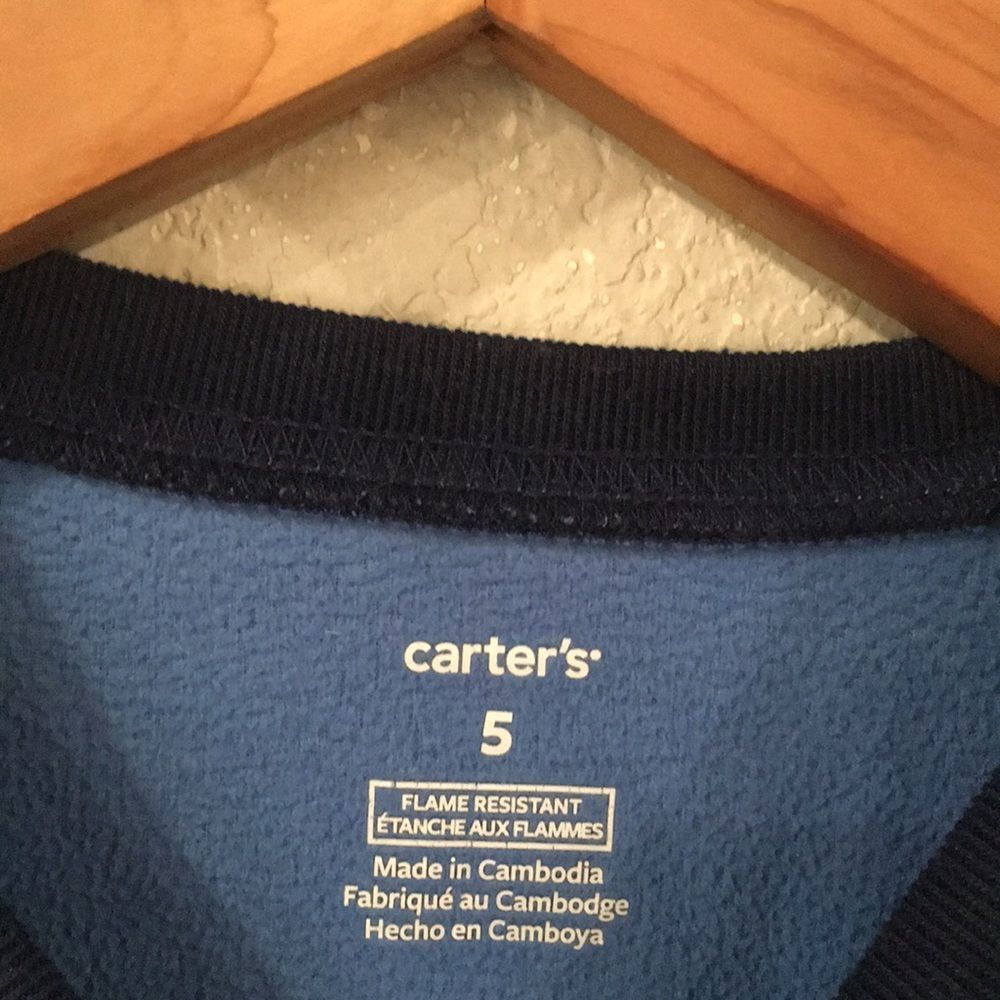 carter's
5
FLAME RESISTANT
ÉTANCHE AUX FLAMMES
Made in Cambodia
Fabriqué au Cambodge
Hecho en Camboya